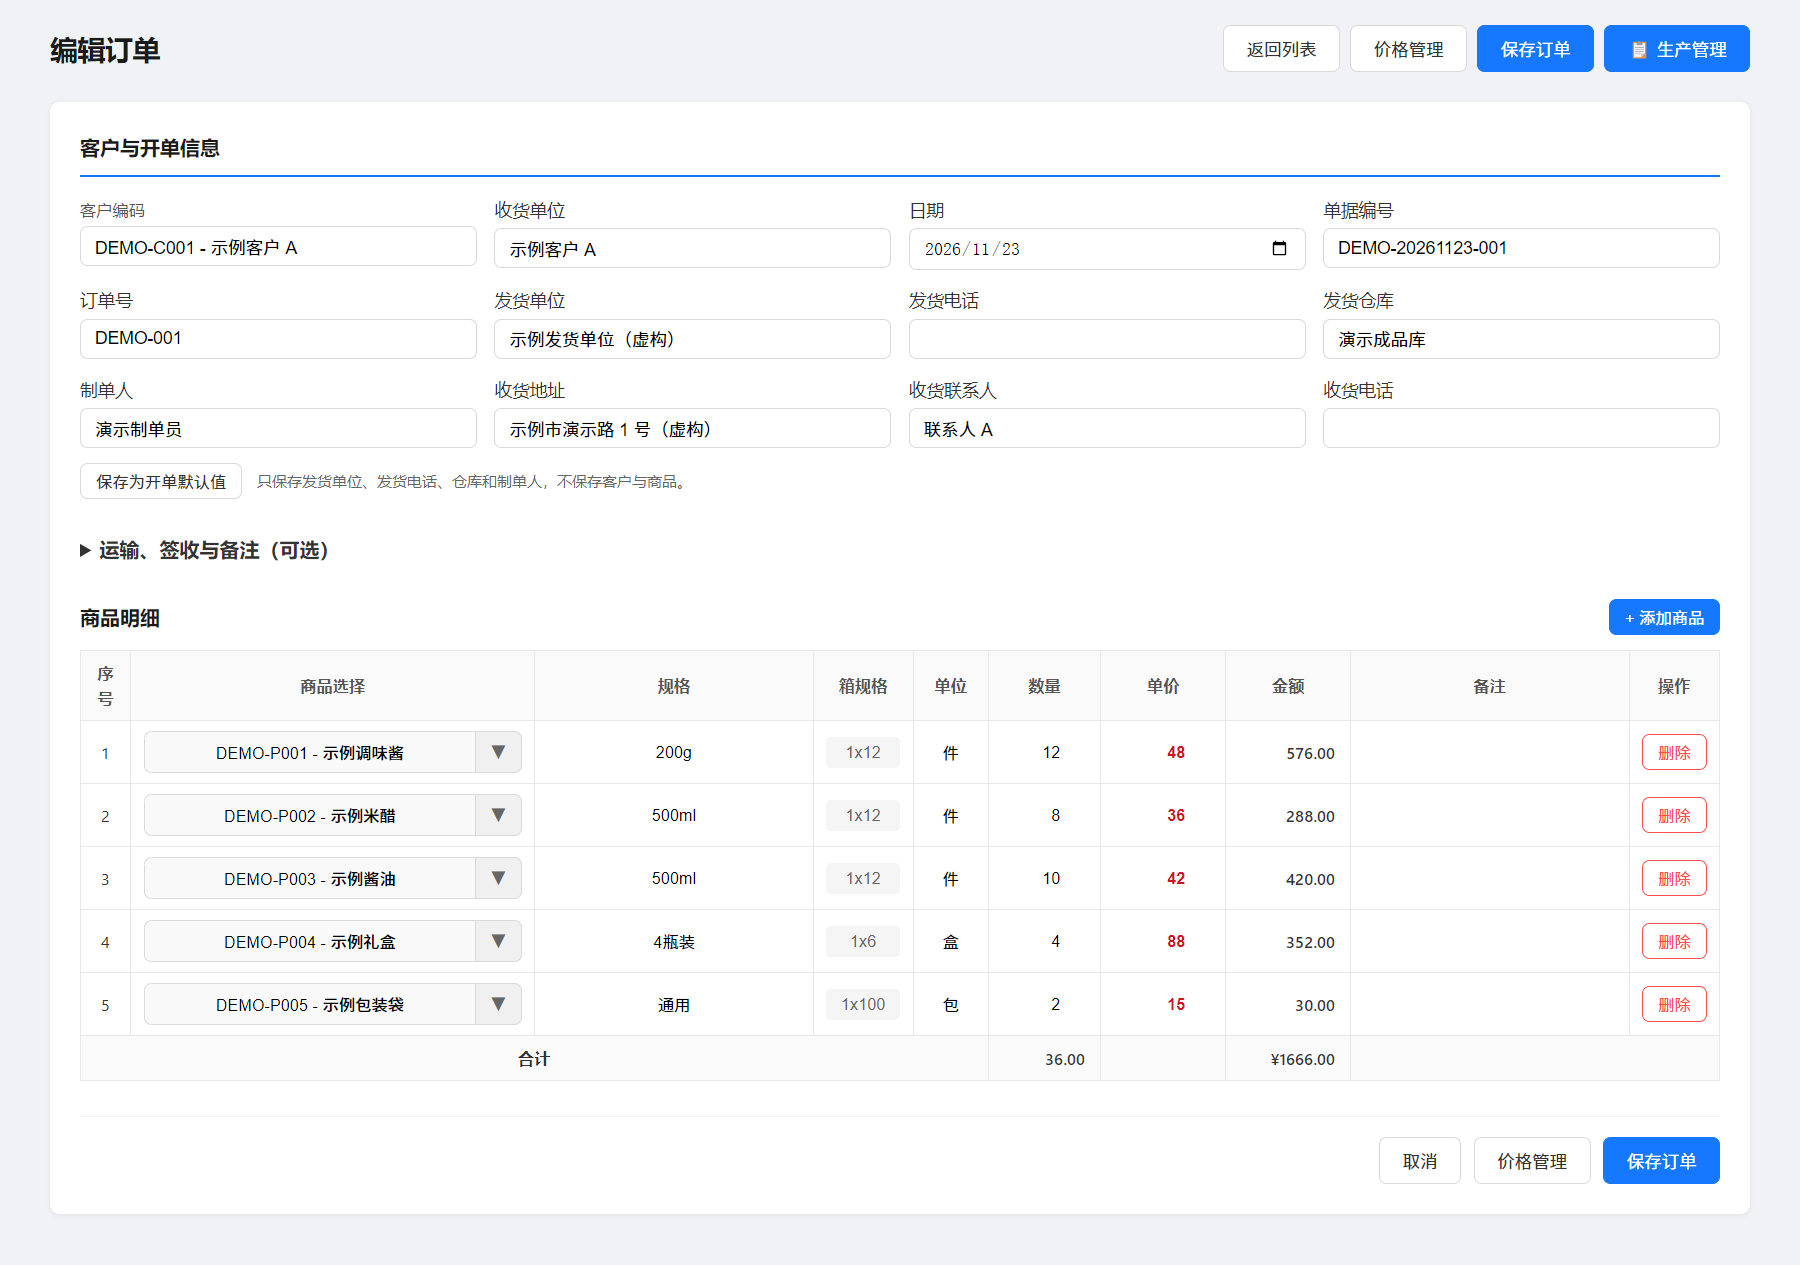 编辑订单
返回列表 价格管理 保存订单 📋 生产管理
客户与开单信息
客户编码 收货单位 日期 单据编号
DEMO-C001 - 示例客户 A 示例客户 A 2026/11/23 DEMO-20261123-001
订单号 发货单位 发货电话 发货仓库
DEMO-001 示例发货单位（虚构） 演示成品库
制单人 收货地址 收货联系人 收货电话
演示制单员 示例市演示路 1 号（虚构） 联系人 A
保存为开单默认值 只保存发货单位、发货电话、仓库和制单人，不保存客户与商品。
▶ 运输、签收与备注（可选）
商品明细 + 添加商品
序号 商品选择 规格 箱规格 单位 数量 单价 金额 备注 操作
1 DEMO-P001 - 示例调味酱 ▼ 200g 1x12 件 12 48 576.00 删除
2 DEMO-P002 - 示例米醋 ▼ 500ml 1x12 件 8 36 288.00 删除
3 DEMO-P003 - 示例酱油 ▼ 500ml 1x12 件 10 42 420.00 删除
4 DEMO-P004 - 示例礼盒 ▼ 4瓶装 1x6 盒 4 88 352.00 删除
5 DEMO-P005 - 示例包装袋 ▼ 通用 1x100 包 2 15 30.00 删除
合计 36.00 ¥1666.00
取消 价格管理 保存订单